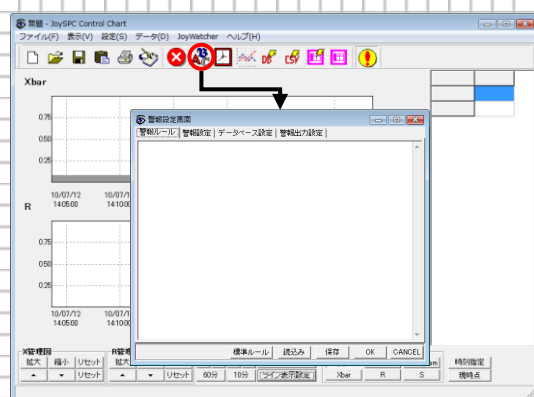 無題 - JoySPC Control Chart
ファイル(F) 表示(V) 設定(S) データ(D) JoyWatcher ヘルプ(H)
DB CSV
Xbar
0.75
0.50
0.25
10/07/12 10/07/1
14:05:00 14:10:00
R
0.75
0.50
0.25
10/07/12 10/07/1
14:05:00 14:10:00
警報設定画面
警報ルール 警報設定 データベース設定 警報出力設定
標準ルール 読込み 保存 OK CANCEL
X管理図 R管理
拡大 縮小 リセット 拡大 時刻指定
リセット リセット 60分 10分 ライン表示設定 Xbar R S 現時点